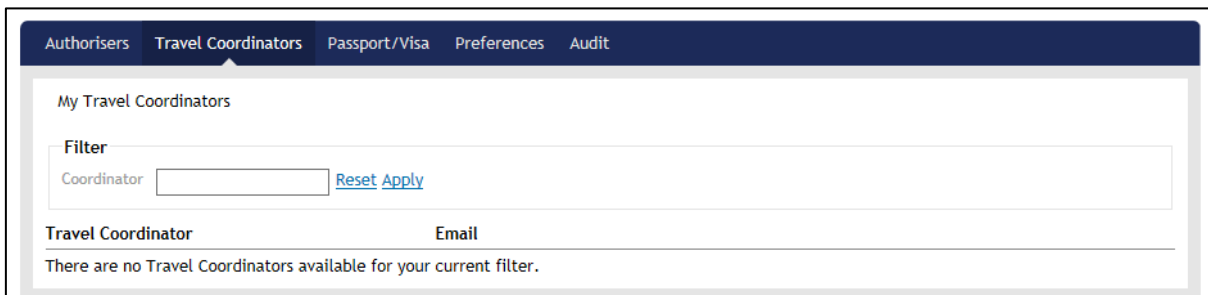 Authorisers Travel Coordinators Passport/Visa Preferences Audit
My Travel Coordinators
Filter
Coordinator Reset Apply
Travel Coordinator Email
There are no Travel Coordinators available for your current filter.